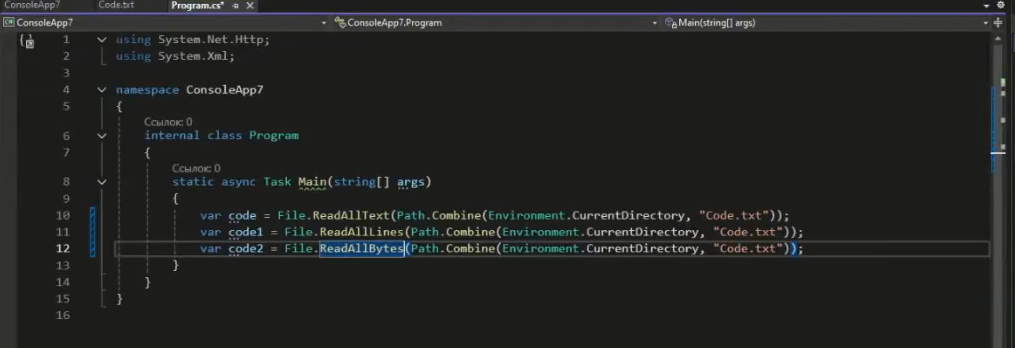 ConsoleApp7 Code.txt Program.cs*
ConsoleApp7 ConsoleApp7.Program Main(string[] args)
1 using System.Net.Http;
2 using System.Xml;
3
4 namespace ConsoleApp7
5 {
Ссылок: 0
6 internal class Program
7 {
Ссылок: 0
8 static async Task Main(string[] args)
9 {
10 var code = File.ReadAllText(Path.Combine(Environment.CurrentDirectory, "Code.txt"));
11 var code1 = File.ReadAllLines(Path.Combine(Environment.CurrentDirectory, "Code.txt"));
12 var code2 = File.ReadAllBytes(Path.Combine(Environment.CurrentDirectory, "Code.txt"));
13 }
14 }
15 }
16